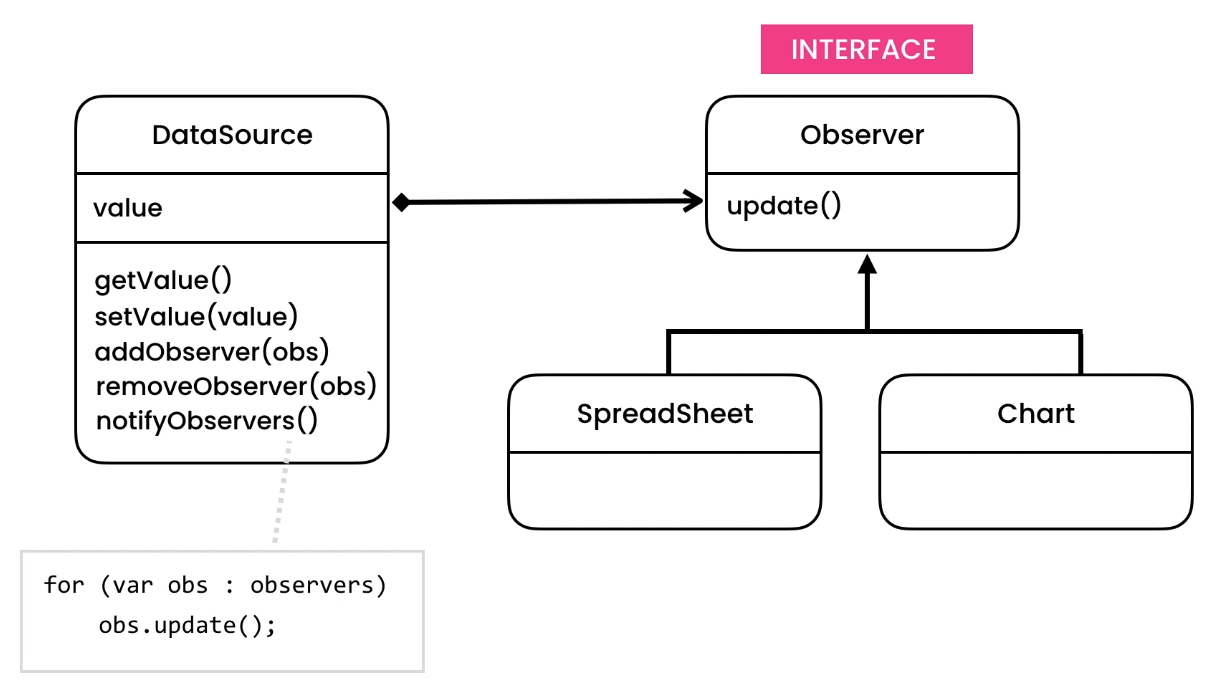 INTERFACE
DataSource
value
getValue()
setValue(value)
addObserver(obs)
removeObserver(obs)
notifyObservers()
Observer
update()
SpreadSheet
Chart
for (var obs : observers)
    obs.update();